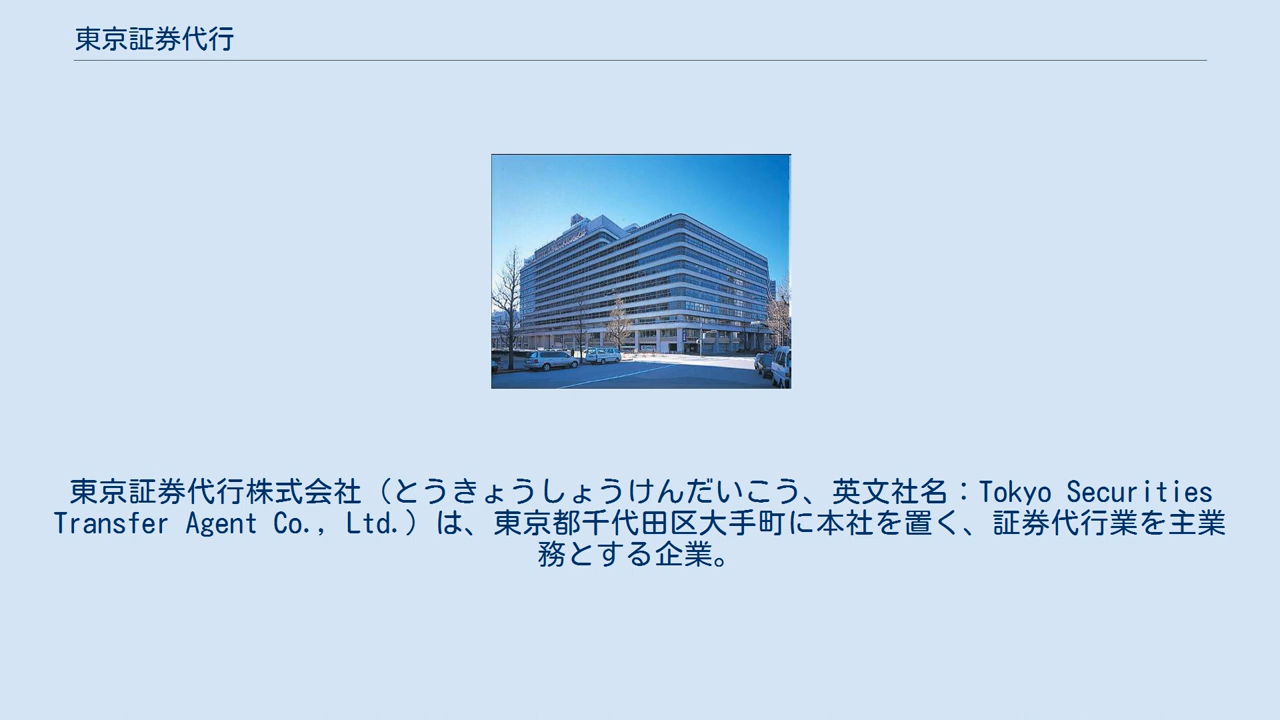 東京証券代行
東京証券代行株式会社（とうきょうしょうけんだいこう、英文社名：Tokyo Securities
Transfer Agent Co., Ltd.）は、東京都千代田区大手町に本社を置く、証券代行業を主業
務とする企業。